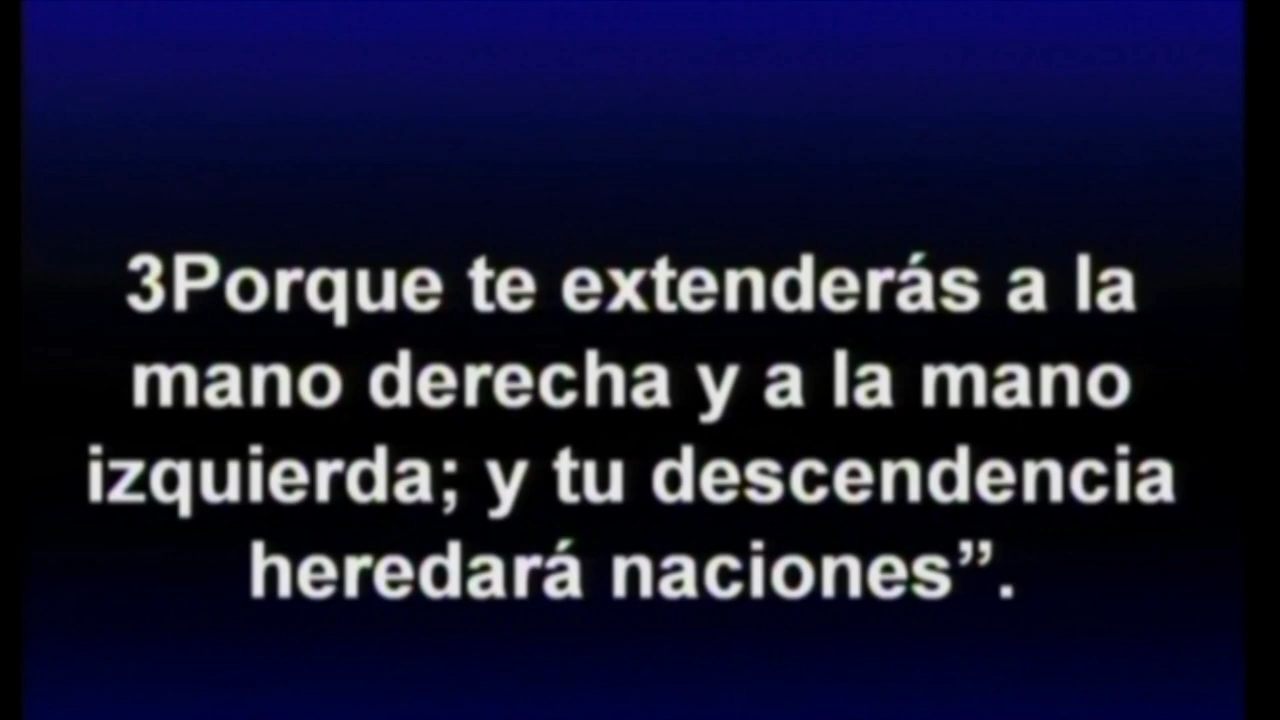 3Porque te extenderás a la
mano derecha y a la mano
izquierda; y tu descendencia
heredará naciones”.